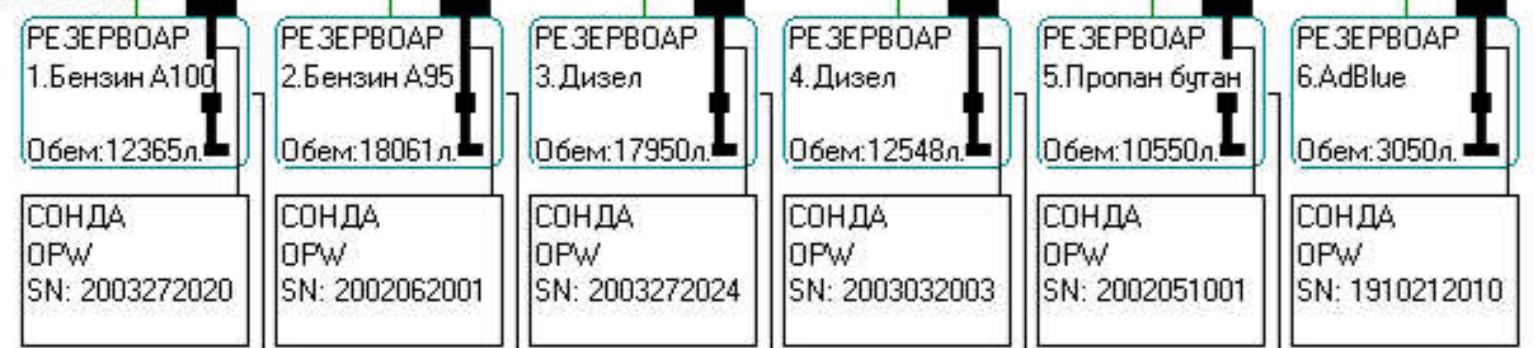 РЕЗЕРВОАР
1.Бензин А100
Обем:12365л.
РЕЗЕРВОАР
2.Бензин А95
Обем:18061л.
РЕЗЕРВОАР
3.Дизел
Обем:17950л.
РЕЗЕРВОАР
4.Дизел
Обем:12548л.
РЕЗЕРВОАР
5.Пропан бутан
Обем:10550л.
РЕЗЕРВОАР
6.AdBlue
Обем:3050л.
СОНДА
OPW
SN: 2003272020
СОНДА
OPW
SN: 2002062001
СОНДА
OPW
SN: 2003272024
СОНДА
OPW
SN: 2003032003
СОНДА
OPW
SN: 2002051001
СОНДА
OPW
SN: 1910212010